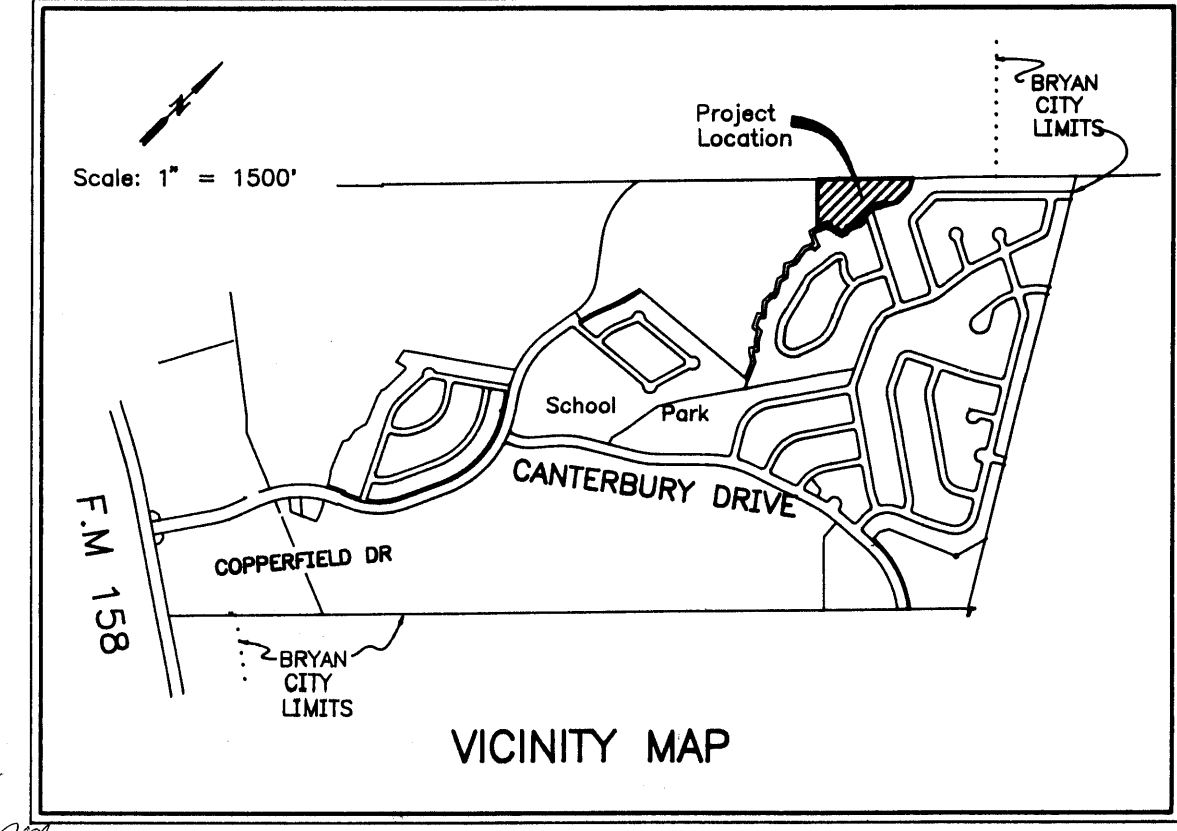 N
Scale: 1" = 1500'
Project
Location
BRYAN
CITY
LIMITS
School
Park
CANTERBURY DRIVE
F.M 158
COPPERFIELD DR
BRYAN
CITY
LIMITS
VICINITY MAP